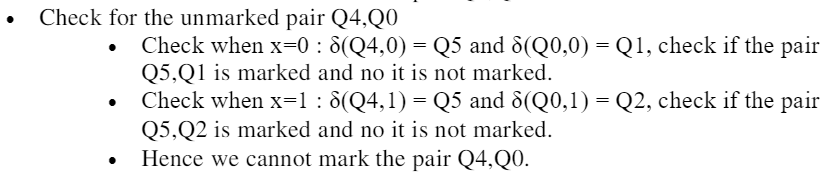 • Check for the unmarked pair Q4,Q0
• Check when x=0 : δ(Q4,0) = Q5 and δ(Q0,0) = Q1, check if the pair
Q5,Q1 is marked and no it is not marked.
• Check when x=1 : δ(Q4,1) = Q5 and δ(Q0,1) = Q2, check if the pair
Q5,Q2 is marked and no it is not marked.
• Hence we cannot mark the pair Q4,Q0.